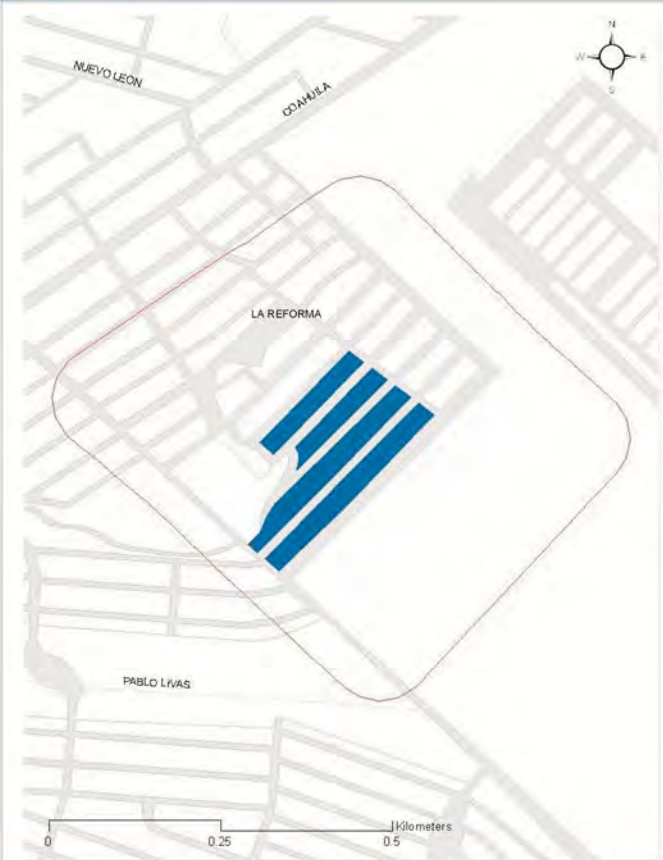 N
W E
S
NUEVO LEON
COAHUILA
LA REFORMA
PABLO LIVAS
Kilometers
0 0.25 0.5